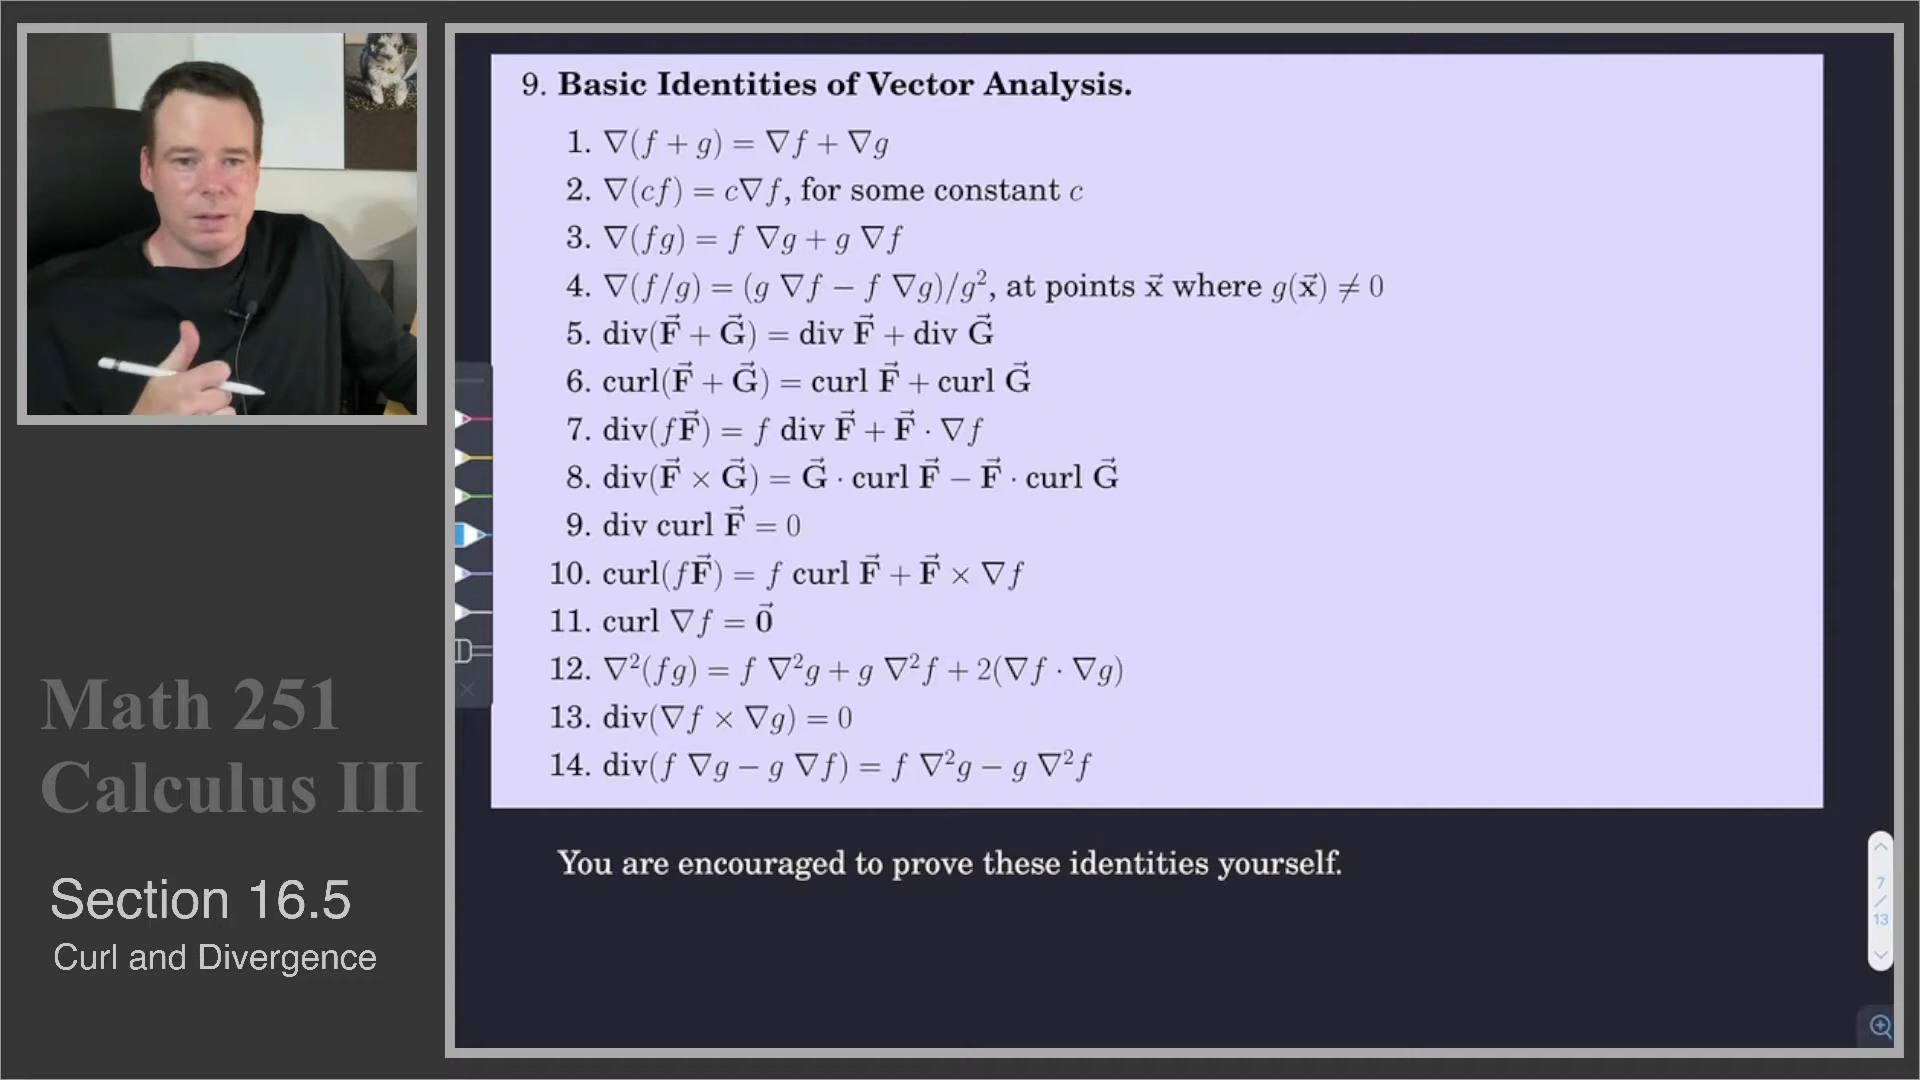 9. Basic Identities of Vector Analysis.
1. ∇(f + g) = ∇f + ∇g
2. ∇(cf) = c∇f, for some constant c
3. ∇(fg) = f ∇g + g ∇f
4. ∇(f/g) = (g ∇f − f ∇g)/g², at points x⃗ where g(x⃗) ≠ 0
5. div(F⃗ + G⃗) = div F⃗ + div G⃗
6. curl(F⃗ + G⃗) = curl F⃗ + curl G⃗
7. div(fF⃗) = f div F⃗ + F⃗ · ∇f
8. div(F⃗ × G⃗) = G⃗ · curl F⃗ − F⃗ · curl G⃗
9. div curl F⃗ = 0
10. curl(fF⃗) = f curl F⃗ + F⃗ × ∇f
11. curl ∇f = 0⃗
12. ∇²(fg) = f ∇²g + g ∇²f + 2(∇f · ∇g)
13. div(∇f × ∇g) = 0
14. div(f ∇g − g ∇f) = f ∇²g − g ∇²f
You are encouraged to prove these identities yourself.
Math 251
Calculus III
Section 16.5
Curl and Divergence
7
/
13